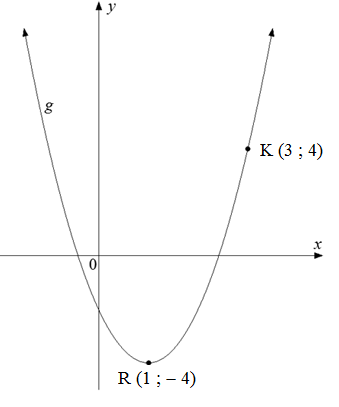 y
g
K (3 ; 4)
x
0
R (1 ; – 4)